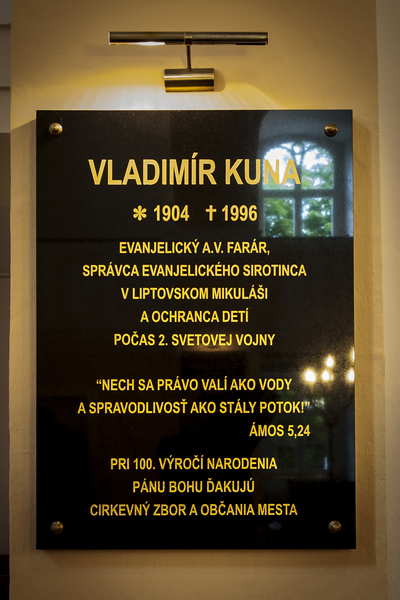 VLADIMÍR KUNA
✻ 1904 ✝ 1996
EVANJELICKÝ A.V. FARÁR,
SPRÁVCA EVANJELICKÉHO SIROTINCA
V LIPTOVSKOM MIKULÁŠI
A OCHRANCA DETÍ
POČAS 2. SVETOVEJ VOJNY
“NECH SA PRÁVO VALÍ AKO VODY
A SPRAVODLIVOSŤ AKO STÁLY POTOK!”
ÁMOS 5,24
PRI 100. VÝROČÍ NARODENIA
PÁNU BOHU ĎAKUJÚ
CIRKEVNÝ ZBOR A OBČANIA MESTA